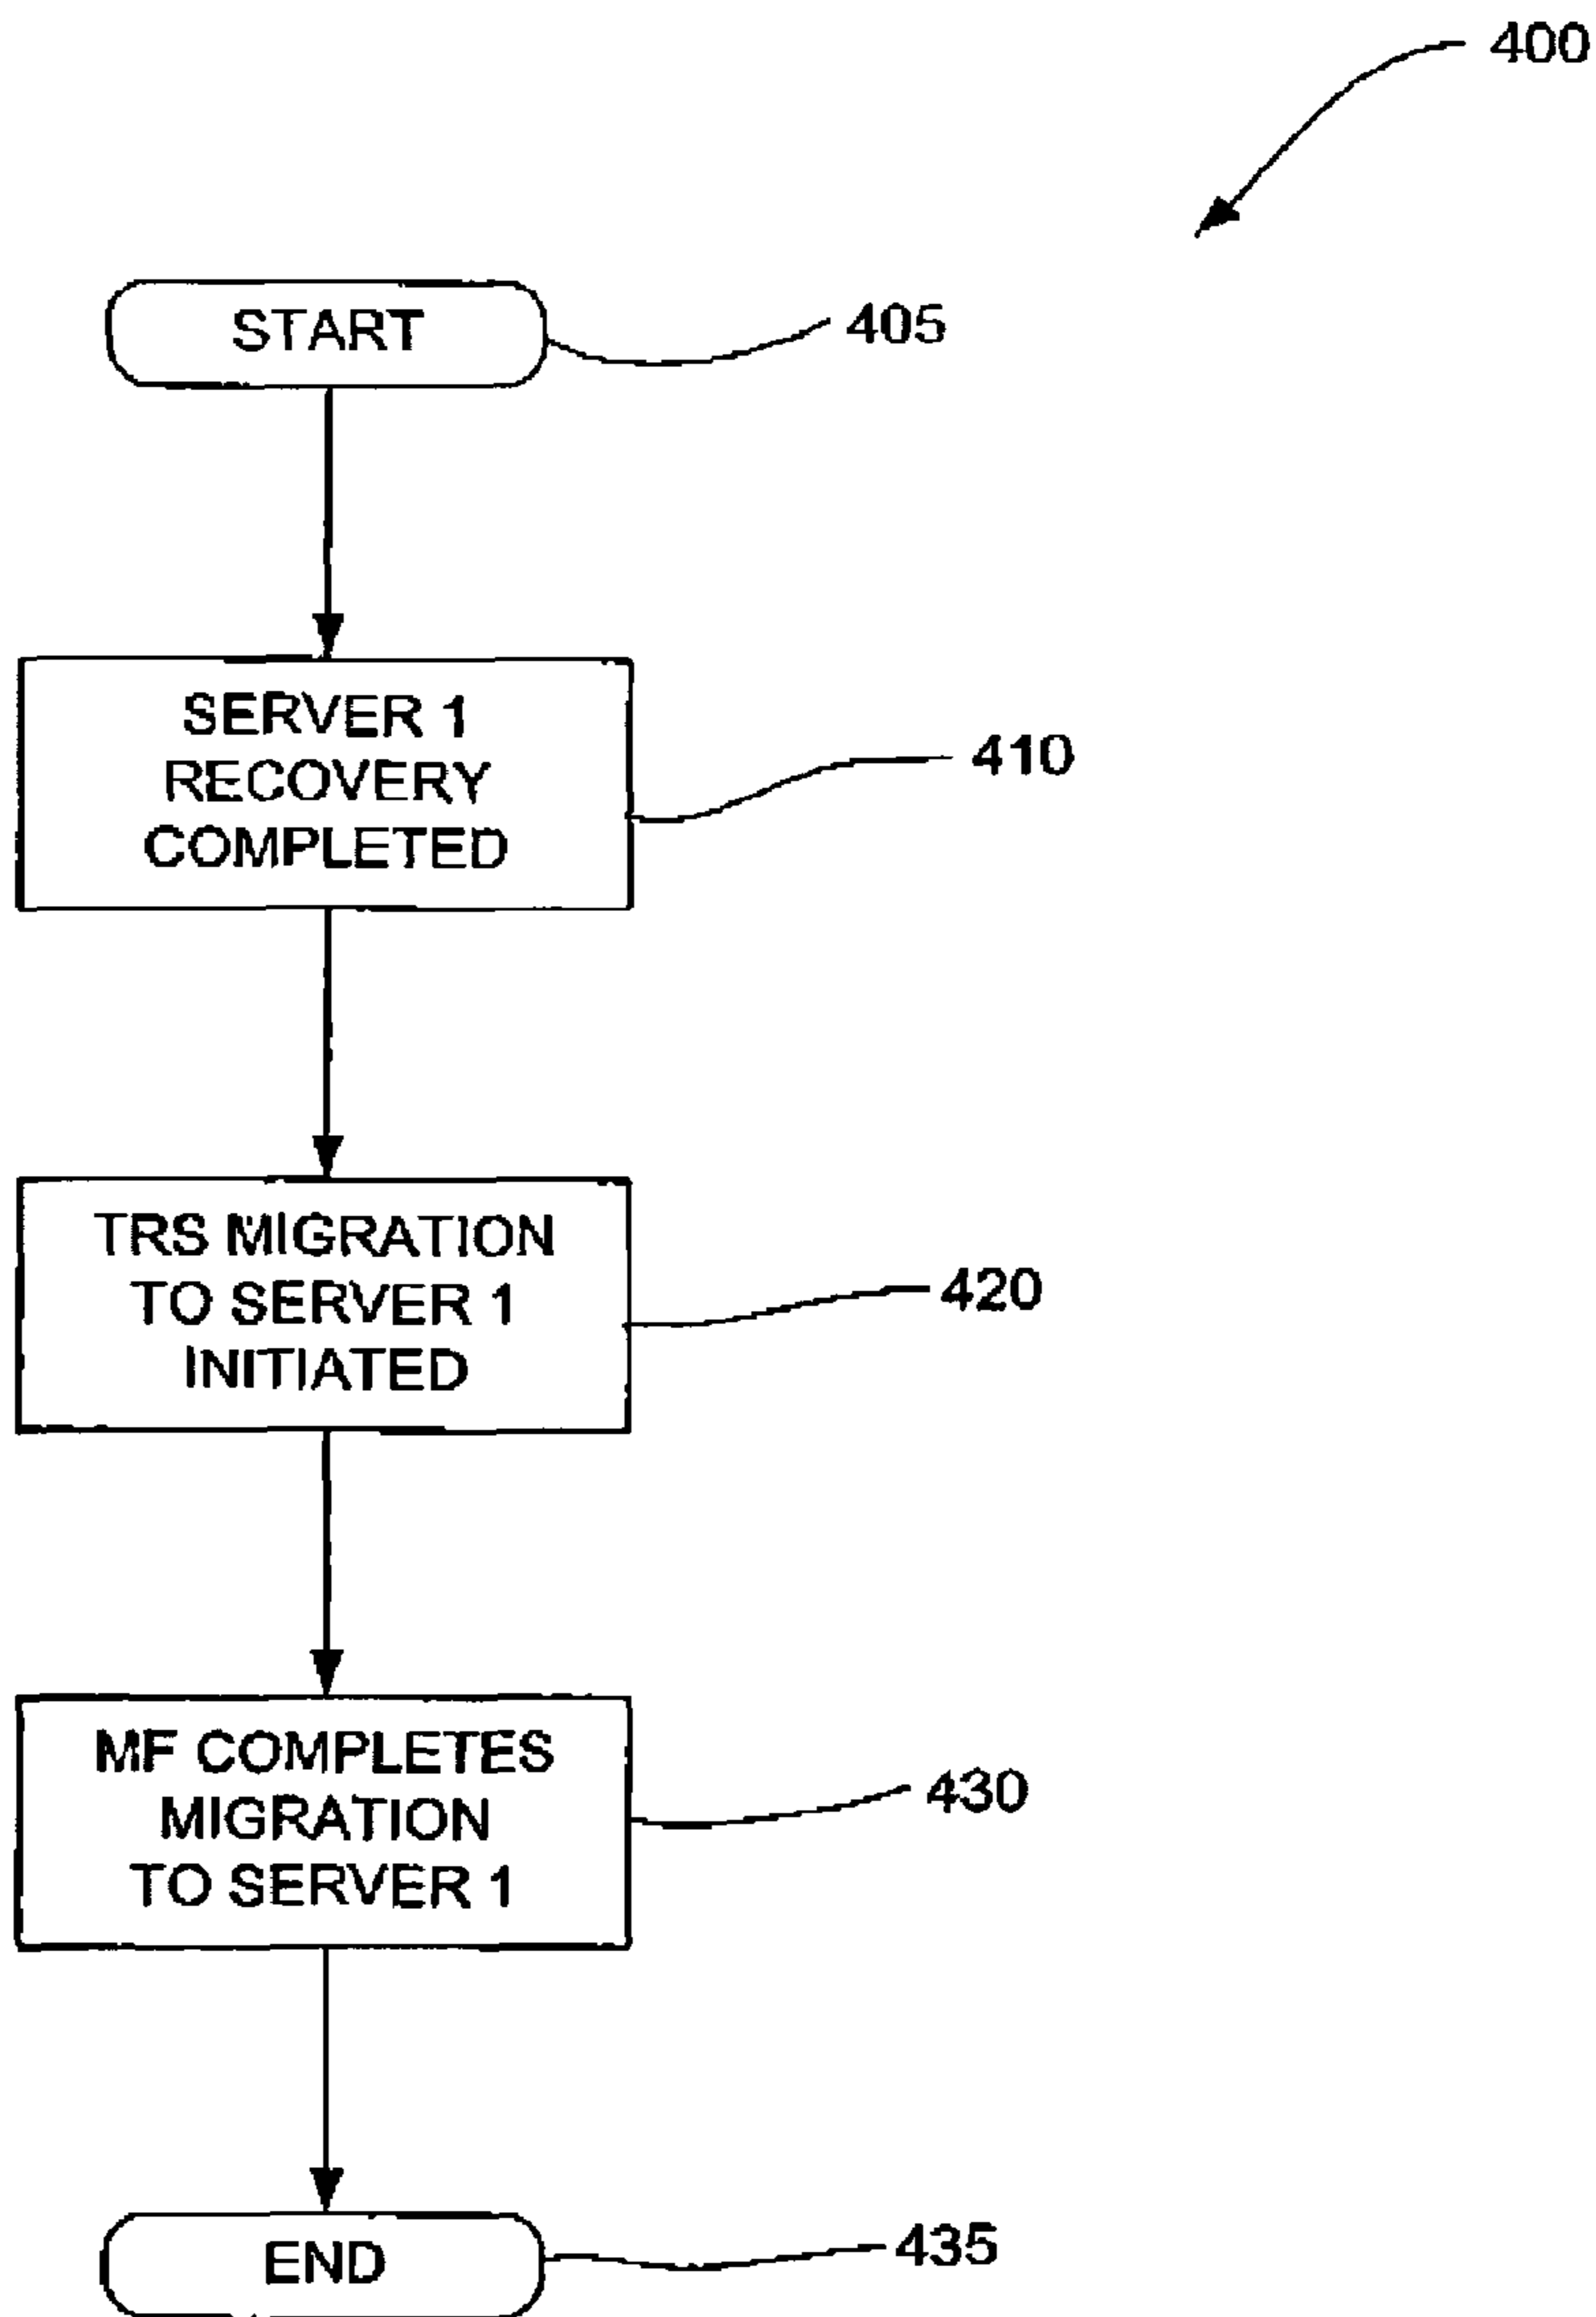 400
START
405
SERVER 1
RECOVERY
COMPLETED
410
TRS MIGRATION
TO SERVER 1
INITIATED
420
MF COMPLETES
MIGRATION
TO SERVER 1
430
END
435